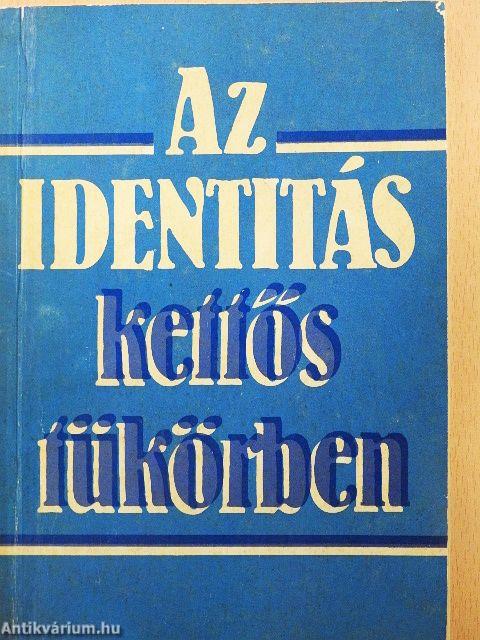 Az
IDENTITÁS
kettős
tükörben
Antikvárium.hu